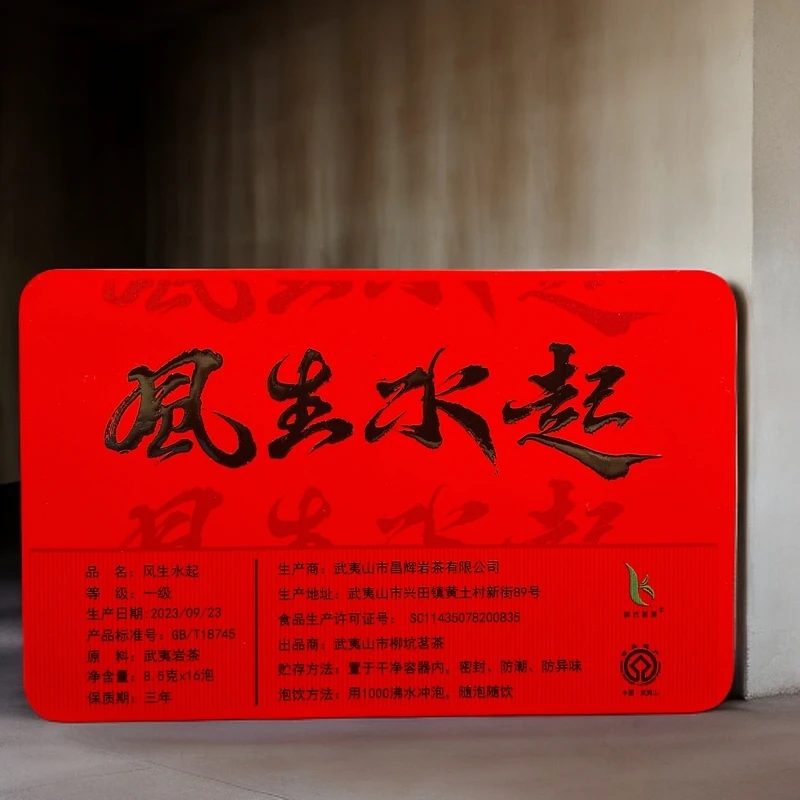 風生水起
品 名：风生水起
等 级：一级
生产日期:2023/09/23
产品标准号：GB/T18745
原 料：武夷岩茶
净含量：8.5克x16泡
保质期：三年
生产商：武夷山市昌辉岩茶有限公司
生产地址：武夷山市兴田镇黄土村新街89号
食品生产许可证号： SC11435078200835
出品商：武夷山市柳坑茗茶
贮存方法：置于干净容器内，密封、防潮、防异味
泡饮方法：用100C沸水冲泡，随泡随饮
中国·武夷山